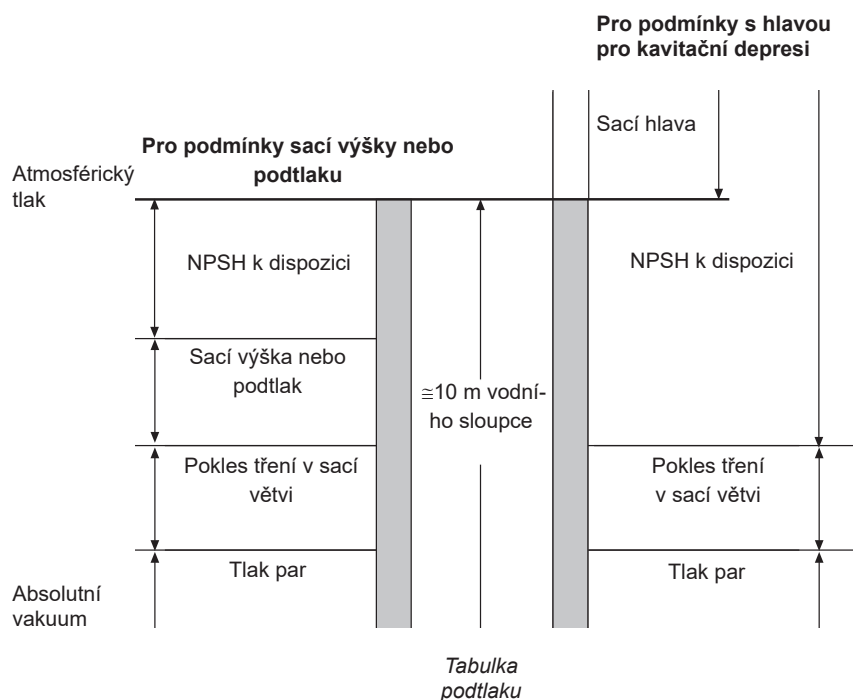 Pro podmínky s hlavou
pro kavitační depresi
Sací hlava
Pro podmínky sací výšky nebo
podtlaku
Atmosférický
tlak
NPSH k dispozici
NPSH k dispozici
Sací výška nebo
podtlak
≅10 m vodní-
ho sloupce
Pokles tření v sací
větvi
Pokles tření
v sací větvi
Tlak par
Tlak par
Absolutní
vakuum
Tabulka
podtlaku